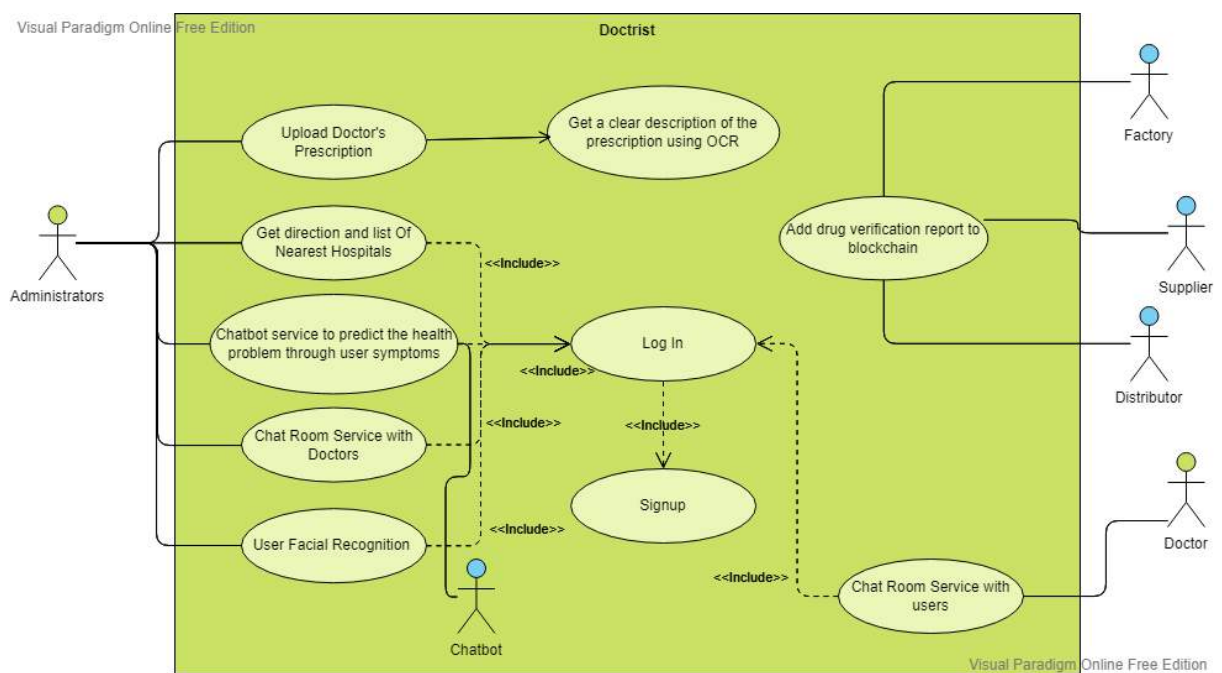 Visual Paradigm Online Free Edition
Doctrist
Upload Doctor's
Prescription
Get a clear description of the
prescription using OCR
Factory
Get direction and list Of
Nearest Hospitals
<<Include>>
Add drug verification report to
blockchain
Administrators
Supplier
Chatbot service to predict the health
problem through user symptoms
Log In
<<Include>>
Distributor
Chat Room Service with
Doctors
<<Include>>
<<Include>>
Signup
User Facial Recognition
<<Include>>
Doctor
<<Include>>
Chat Room Service with
users
Chatbot
Visual Paradigm Online Free Edition